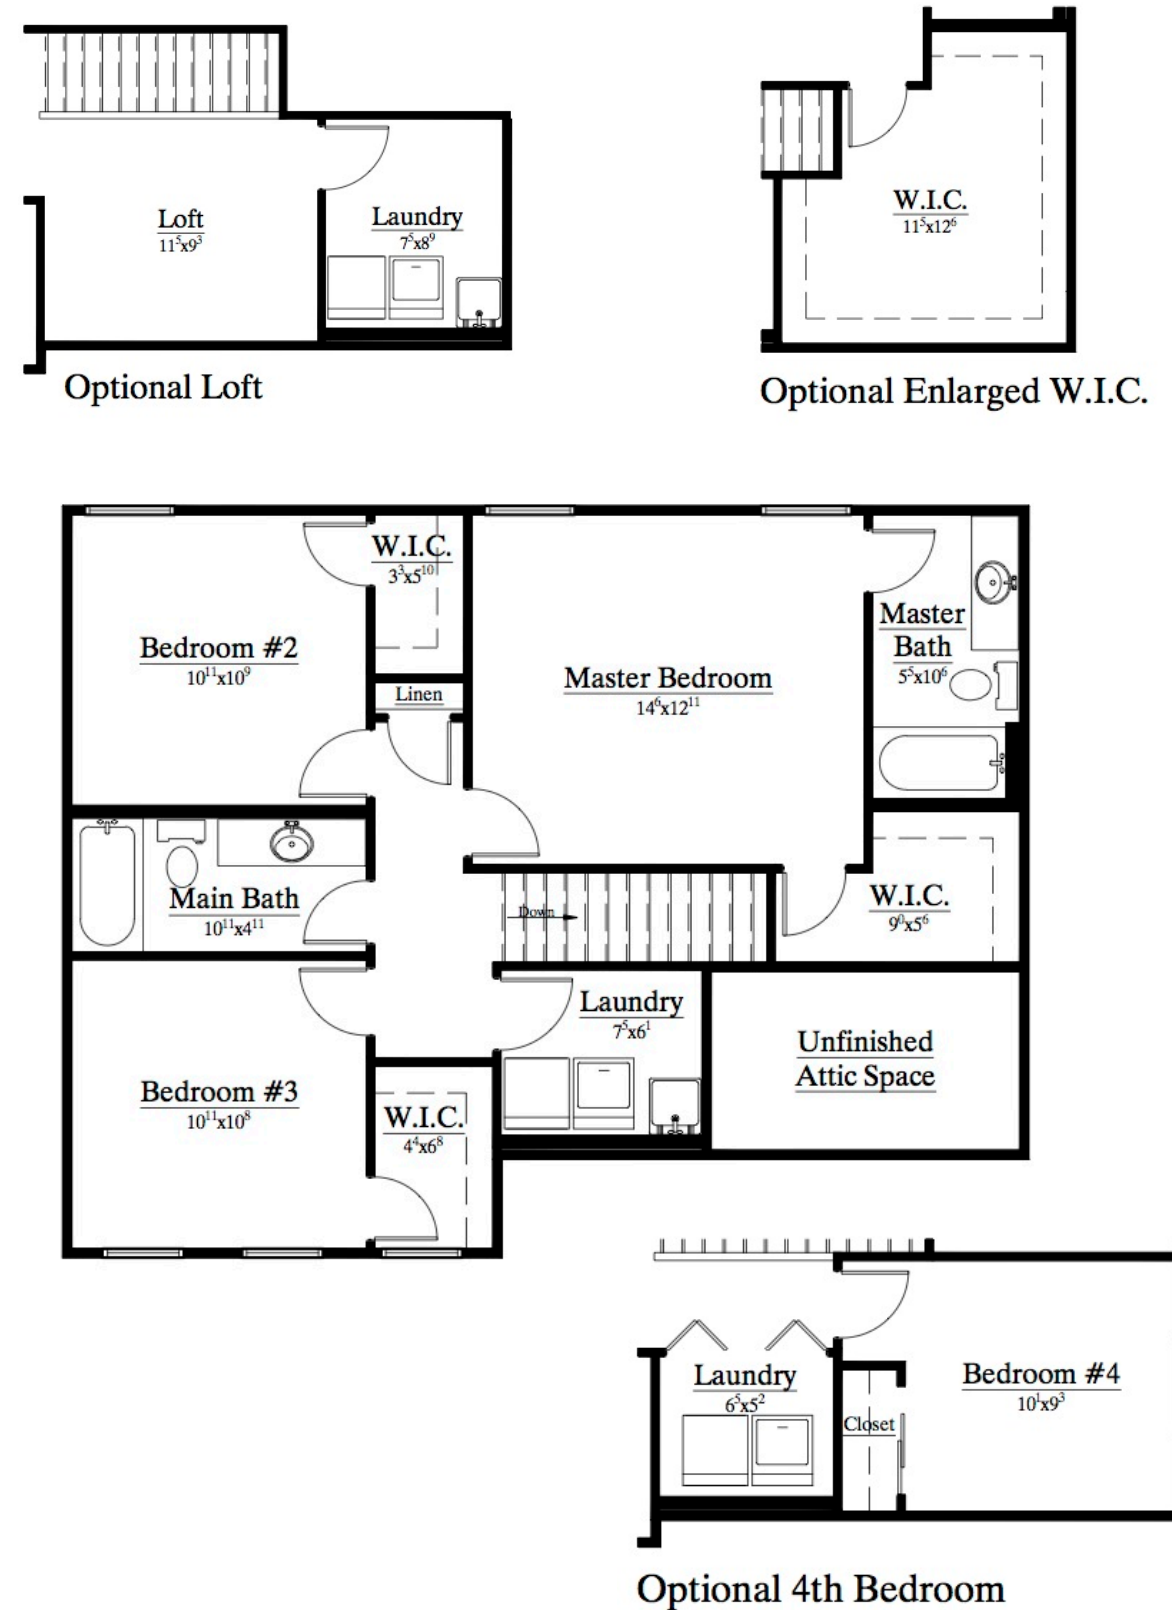 Loft
11⁵x9³
Laundry
7⁵x8⁹
Optional Loft
W.I.C.
11⁵x12⁶
Optional Enlarged W.I.C.
W.I.C.
3³x5¹⁰
Bedroom #2
10¹¹x10⁹
Linen
Master Bedroom
14⁶x12¹¹
Master
Bath
5⁵x10⁶
Main Bath
10¹¹x4¹¹
Down
W.I.C.
9⁰x5⁶
Laundry
7⁵x6¹
Unfinished
Attic Space
Bedroom #3
10¹¹x10⁸
W.I.C.
4⁴x6⁸
Laundry
6⁵x5²
Closet
Bedroom #4
10¹x9³
Optional 4th Bedroom